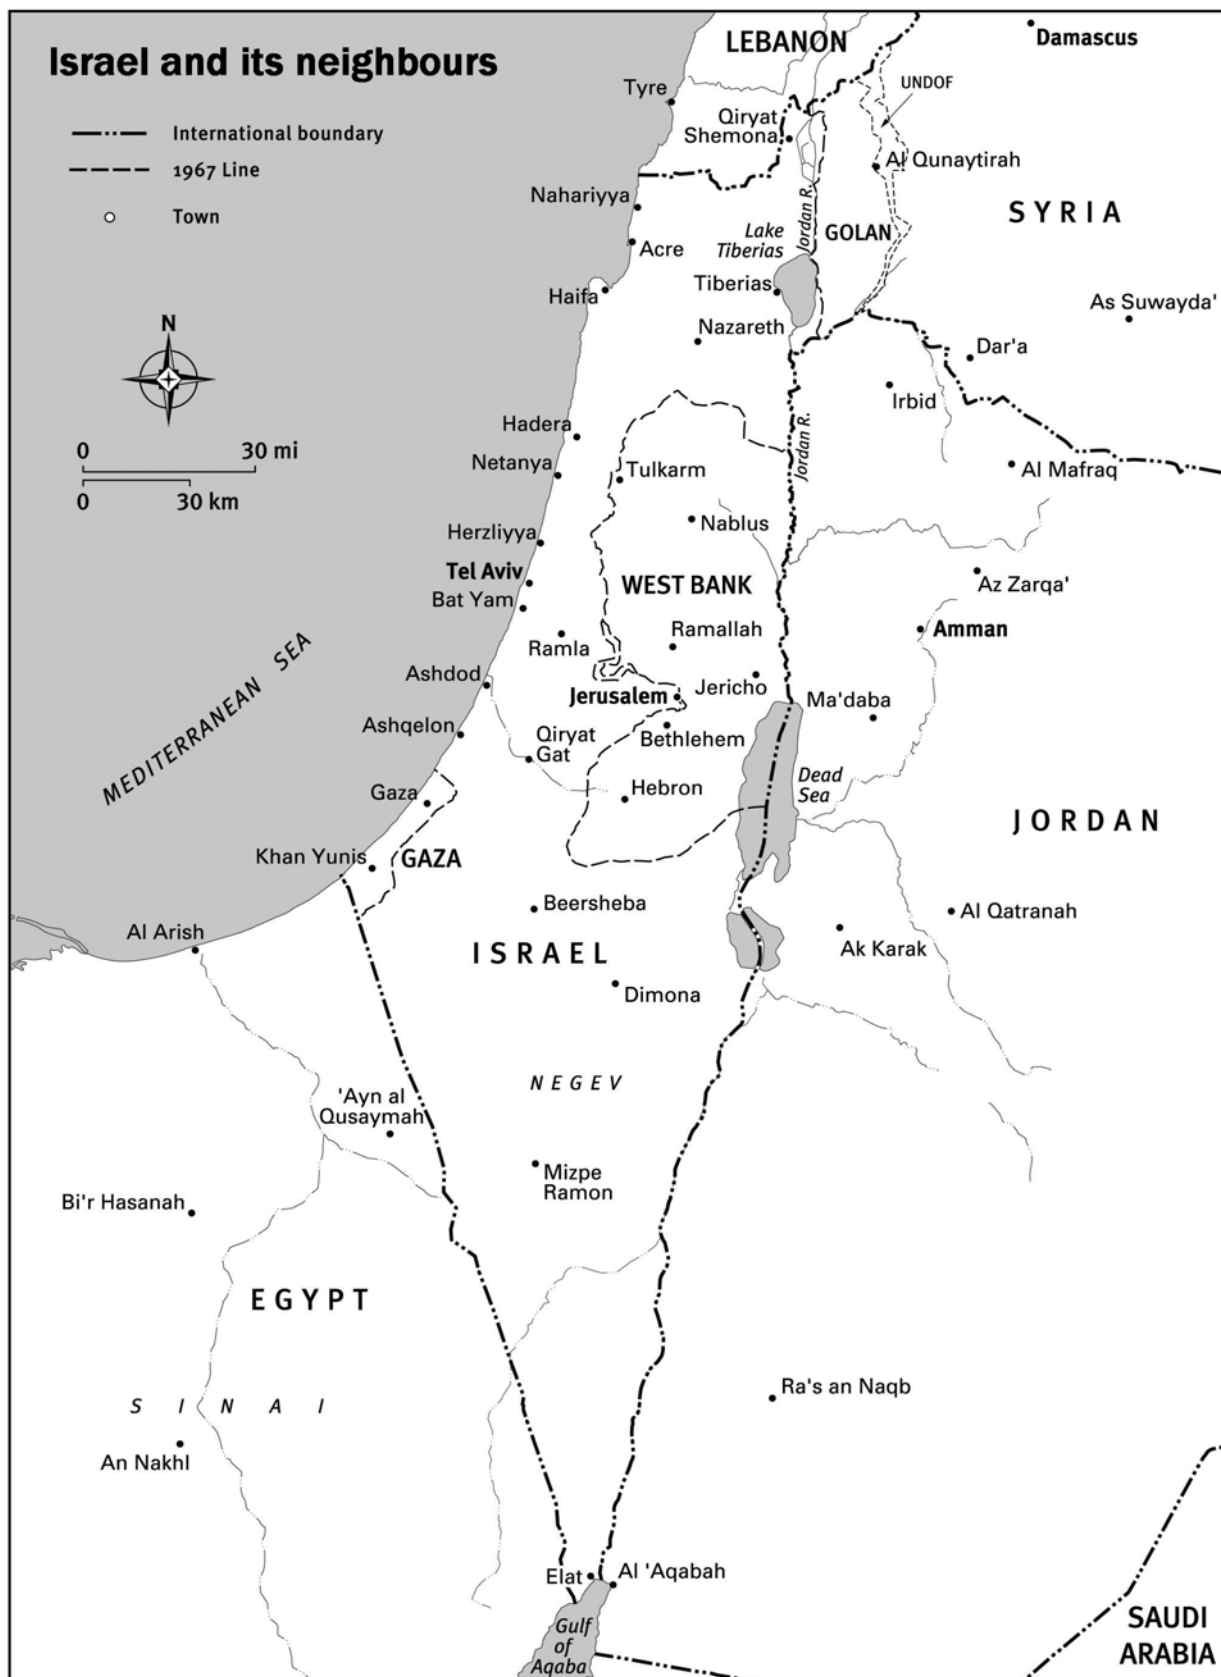 Israel and its neighbours
International boundary
1967 Line
Town
N
0
30 mi
0
30 km
LEBANON
Damascus
UNDOF
Tyre
Qiryat
Shemona
Al Qunaytirah
SYRIA
Nahariyya
Jordan R.
Lake
Tiberias
GOLAN
Acre
Tiberias
Haifa
As Suwayda'
Nazareth
Dar'a
Irbid
Hadera
Jordan R.
Netanya
Tulkarm
Al Mafraq
Nablus
Herzliyya
Tel Aviv
WEST BANK
Az Zarqa'
Bat Yam
Ramallah
Amman
Ramla
MEDITERRANEAN SEA
Ashdod
Jericho
Jerusalem
Ma'daba
Ashqelon
Qiryat
Gat
Bethlehem
Dead
Sea
Gaza
Hebron
JORDAN
Khan Yunis
GAZA
Beersheba
Al Qatranah
Al Arish
ISRAEL
Ak Karak
Dimona
NEGEV
'Ayn al
Qusaymah
Mizpe
Ramon
Bi'r Hasanah
EGYPT
Ra's an Naqb
SINAI
An Nakhl
Elat
Al 'Aqabah
Gulf
of
Aqaba
SAUDI
ARABIA